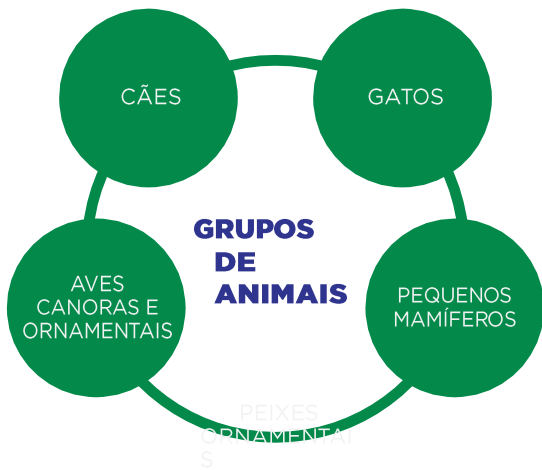 CÃES
GATOS
GRUPOS
DE
ANIMAIS
AVES
CANORAS E
ORNAMENTAIS
PEQUENOS
MAMÍFEROS
PEIXES
ORNAMENTAI
S